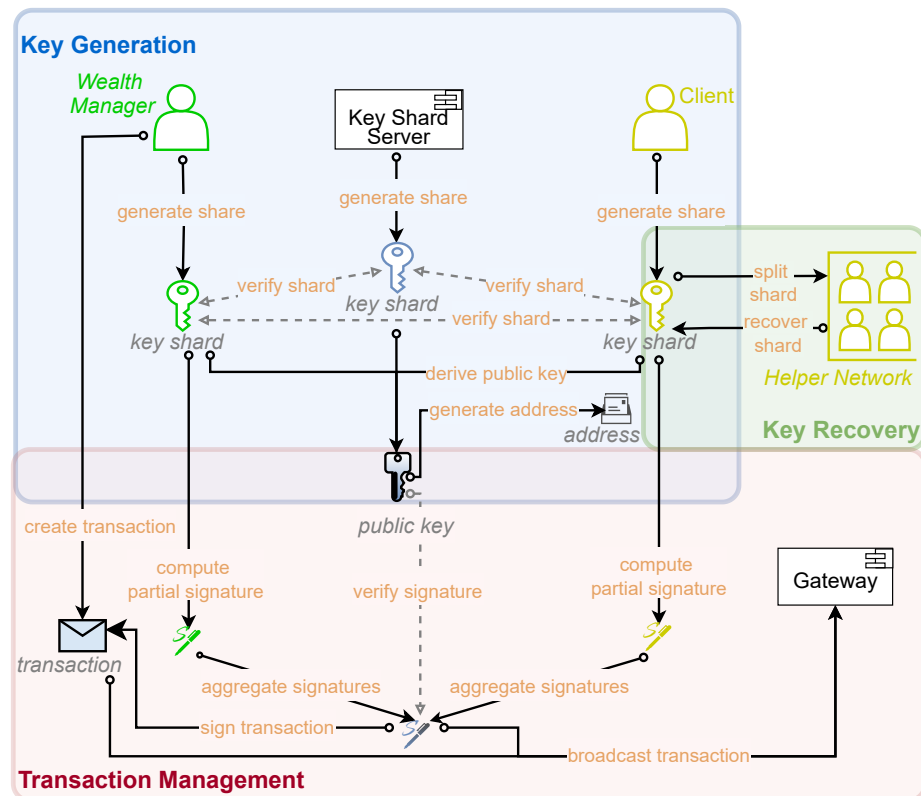 Key Generation
Wealth
Manager
Key Shard
Server
Client
generate share
generate share
generate share
verify shard
verify shard
key shard
verify shard
key shard
key shard
split
shard
recover
shard
Helper Network
derive public key
generate address
address
Key Recovery
public key
create transaction
compute
partial signature
verify signature
compute
partial signature
Gateway
transaction
aggregate signatures
aggregate signatures
sign transaction
broadcast transaction
Transaction Management